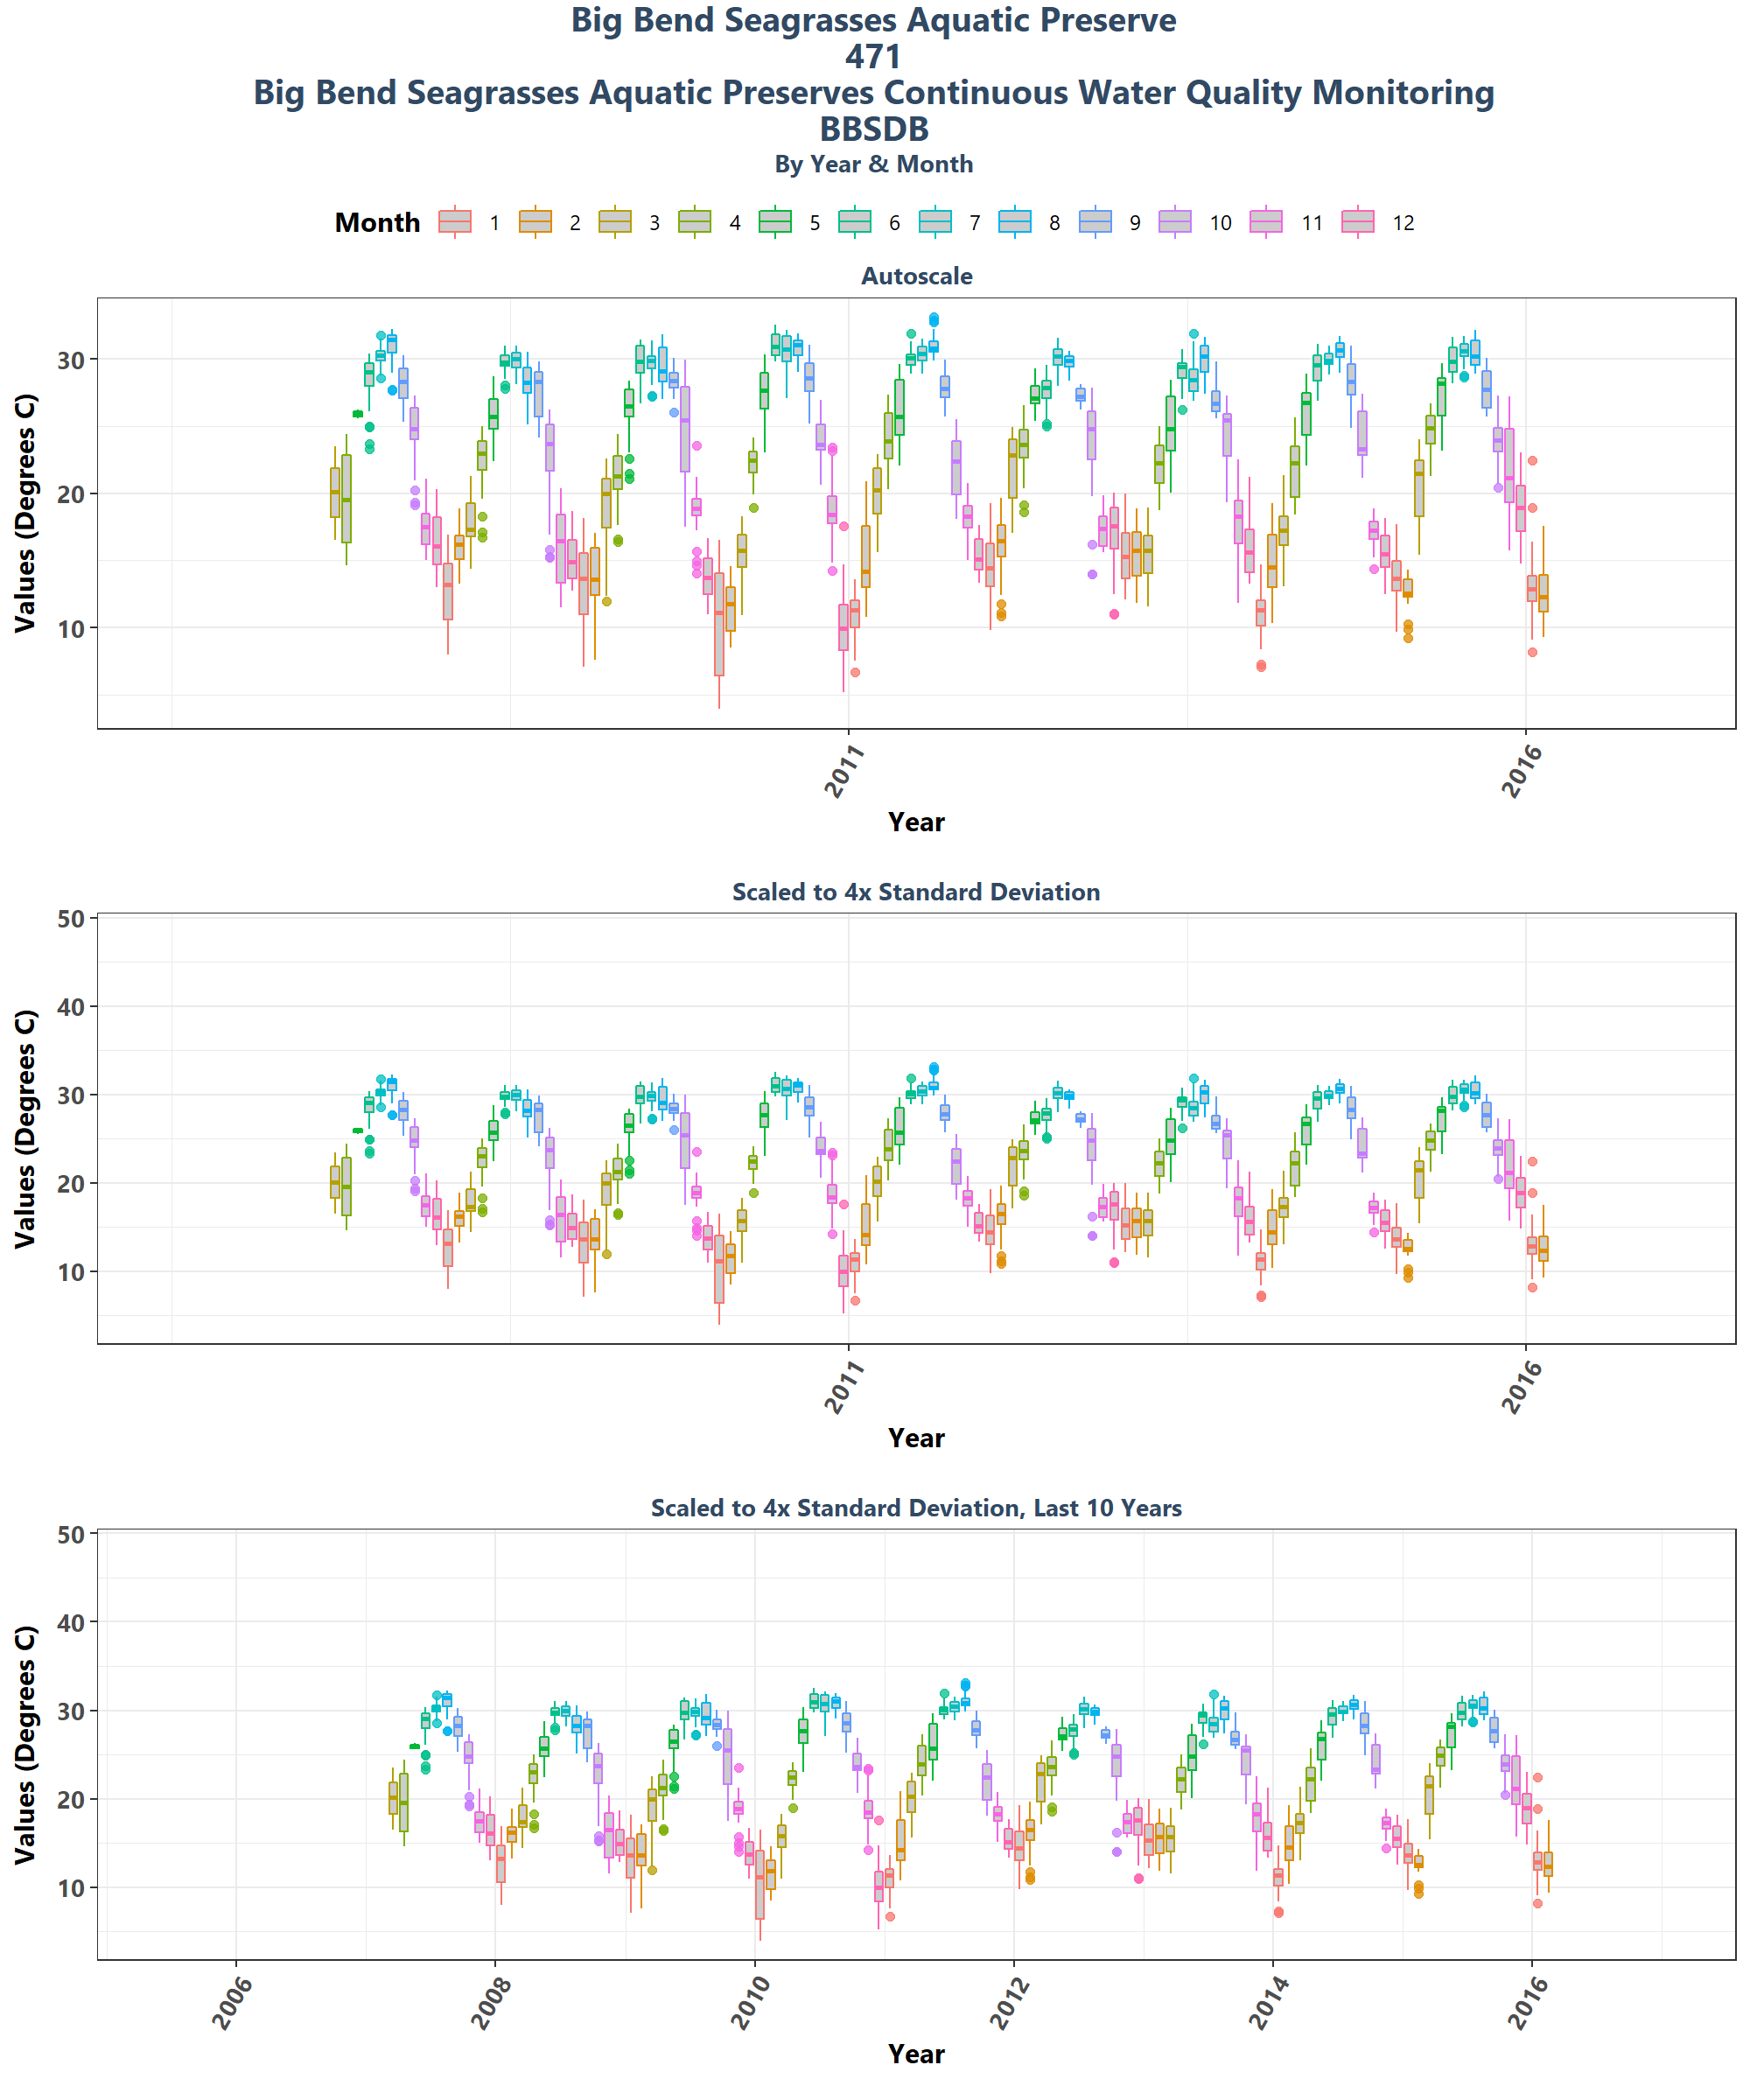 Big Bend Seagrasses Aquatic Preserve
471
Big Bend Seagrasses Aquatic Preserves Continuous Water Quality Monitoring
BBSDB
By Year & Month
Month 1 2 3 4 5 6 7 8 9 10 11 12
Autoscale
Values (Degrees C)
30
20
10
2011 2016
Year
Scaled to 4x Standard Deviation
Values (Degrees C)
50
40
30
20
10
2011 2016
Year
Scaled to 4x Standard Deviation, Last 10 Years
Values (Degrees C)
50
40
30
20
10
2006 2008 2010 2012 2014 2016
Year